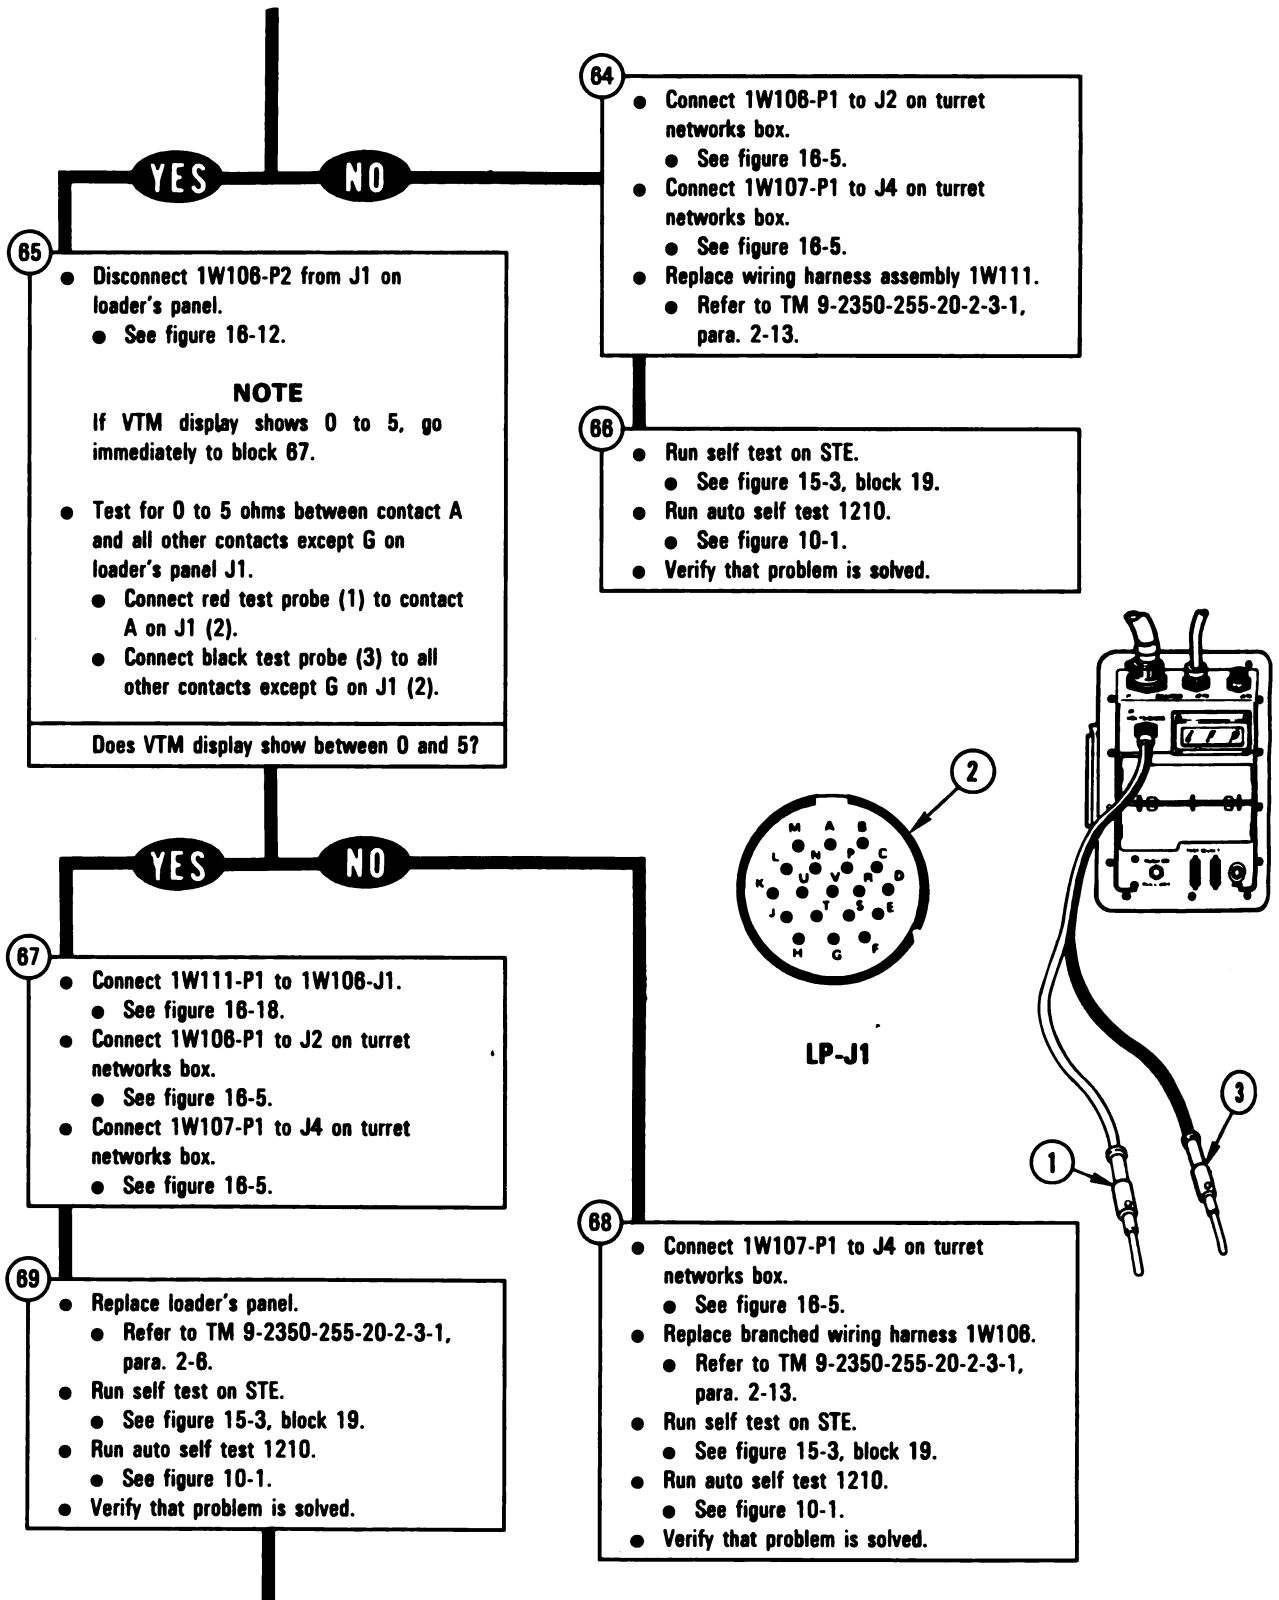 YES
NO
64
● Connect 1W106-P1 to J2 on turret
networks box.
● See figure 16-5.
● Connect 1W107-P1 to J4 on turret
networks box.
● See figure 16-5.
● Replace wiring harness assembly 1W111.
● Refer to TM 9-2350-255-20-2-3-1,
para. 2-13.
65
● Disconnect 1W106-P2 from J1 on
loader's panel.
● See figure 16-12.
NOTE
If VTM display shows 0 to 5, go
immediately to block 67.
● Test for 0 to 5 ohms between contact A
and all other contacts except G on
loader's panel J1.
● Connect red test probe (1) to contact
A on J1 (2).
● Connect black test probe (3) to all
other contacts except G on J1 (2).
Does VTM display show between 0 and 5?
66
● Run self test on STE.
● See figure 15-3, block 19.
● Run auto self test 1210.
● See figure 10-1.
● Verify that problem is solved.
YES
NO
2
M A B
L N P C
K U V R D
J T S E
H G F
LP-J1
1
3
67
● Connect 1W111-P1 to 1W106-J1.
● See figure 16-18.
● Connect 1W106-P1 to J2 on turret
networks box.
● See figure 16-5.
● Connect 1W107-P1 to J4 on turret
networks box.
● See figure 16-5.
68
● Connect 1W107-P1 to J4 on turret
networks box.
● See figure 16-5.
● Replace branched wiring harness 1W106.
● Refer to TM 9-2350-255-20-2-3-1,
para. 2-13.
● Run self test on STE.
● See figure 15-3, block 19.
● Run auto self test 1210.
● See figure 10-1.
● Verify that problem is solved.
69
● Replace loader's panel.
● Refer to TM 9-2350-255-20-2-3-1,
para. 2-6.
● Run self test on STE.
● See figure 15-3, block 19.
● Run auto self test 1210.
● See figure 10-1.
● Verify that problem is solved.